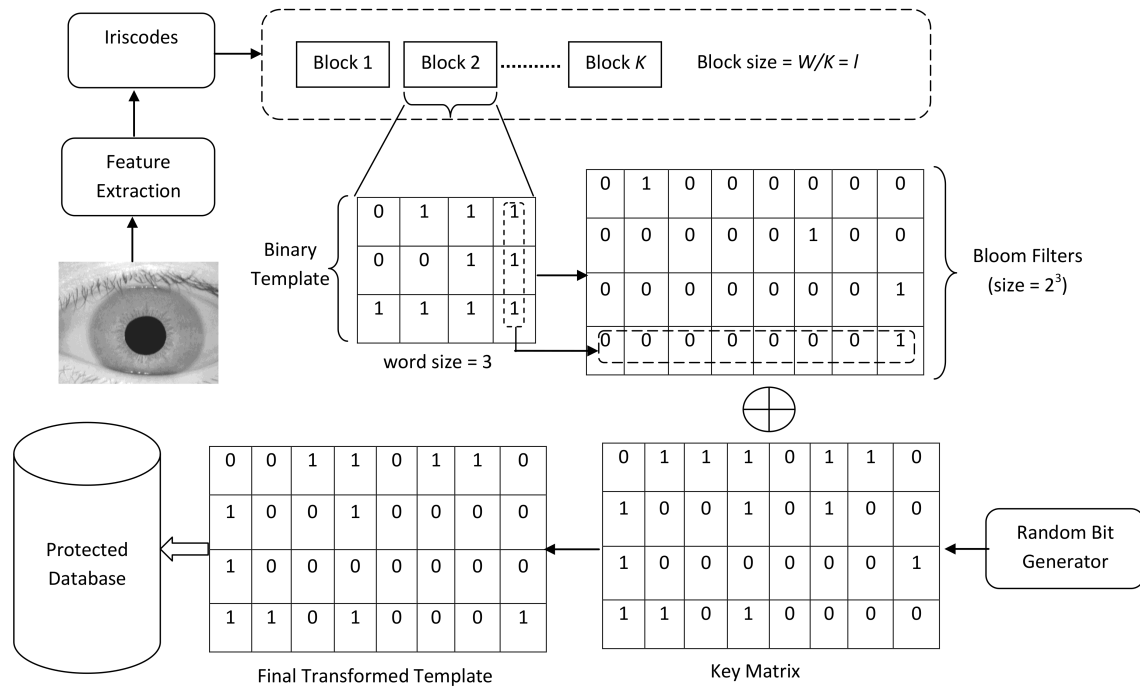 Iriscodes
Block 1
Block 2
............
Block K
Block size = W/K = l
Feature
Extraction
Binary
Template
0 1 1 1
0 0 1 1
1 1 1 1
word size = 3
0 1 0 0 0 0 0 0
0 0 0 0 0 1 0 0
0 0 0 0 0 0 0 1
0 0 0 0 0 0 0 1
Bloom Filters
(size = 2³)
Protected
Database
0 0 1 1 0 1 1 0
1 0 0 1 0 0 0 0
1 0 0 0 0 0 0 0
1 1 0 1 0 0 0 1
Final Transformed Template
0 1 1 1 0 1 1 0
1 0 0 1 0 1 0 0
1 0 0 0 0 0 0 1
1 1 0 1 0 0 0 0
Key Matrix
Random Bit
Generator